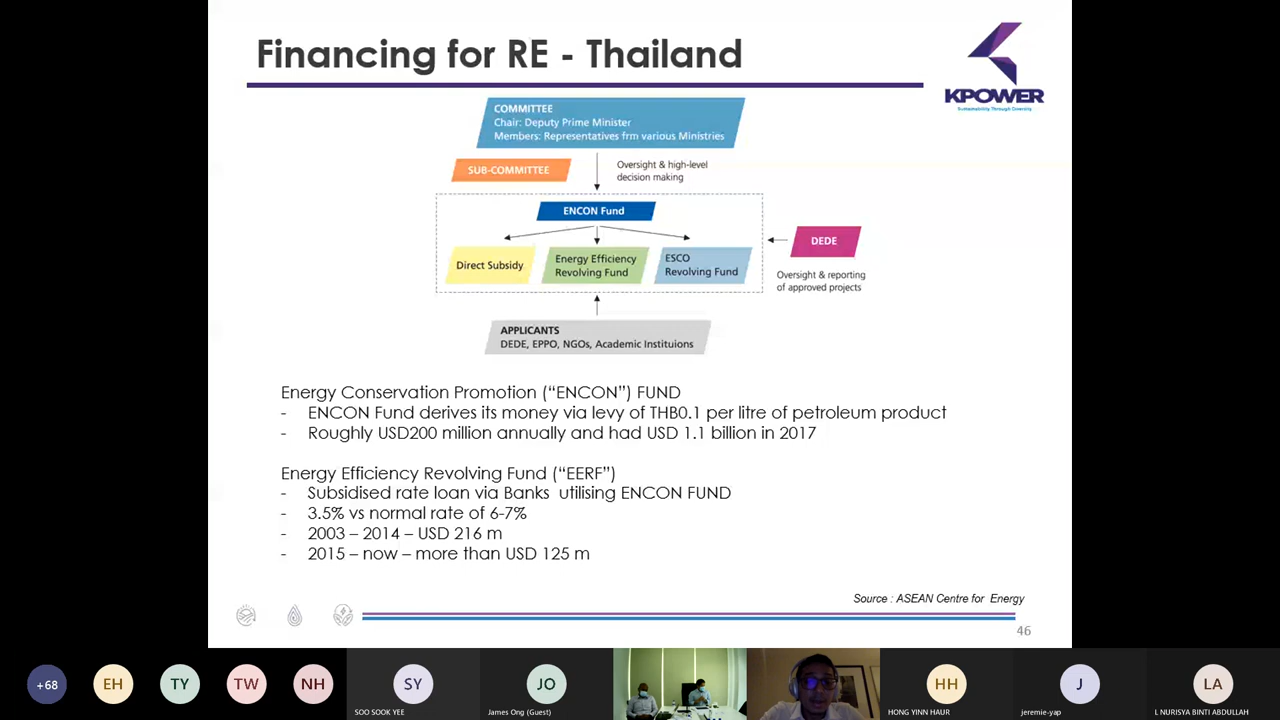 Financing for RE - Thailand
KPOWER
Sustainability Through Diversity
COMMITTEE
Chair: Deputy Prime Minister
Members: Representatives frm various Ministries
SUB-COMMITTEE
Oversight & high-level
decision making
ENCON Fund
Direct Subsidy
Energy Efficiency
Revolving Fund
ESCO
Revolving Fund
DEDE
Oversight & reporting
of approved projects
APPLICANTS
DEDE, EPPO, NGOs, Academic Instituions
Energy Conservation Promotion (“ENCON”) FUND
- ENCON Fund derives its money via levy of THB0.1 per litre of petroleum product
- Roughly USD200 million annually and had USD 1.1 billion in 2017
Energy Efficiency Revolving Fund (“EERF”)
- Subsidised rate loan via Banks utilising ENCON FUND
- 3.5% vs normal rate of 6-7%
- 2003 – 2014 – USD 216 m
- 2015 – now – more than USD 125 m
Source : ASEAN Centre for Energy
46
+68
EH
TY
TW
NH
SY
SOO SOOK YEE
JO
James Ong (Guest)
HH
HONG YINN HAUR
J
jeremie-yap
LA
L NURISYA BINTI ABDULLAH